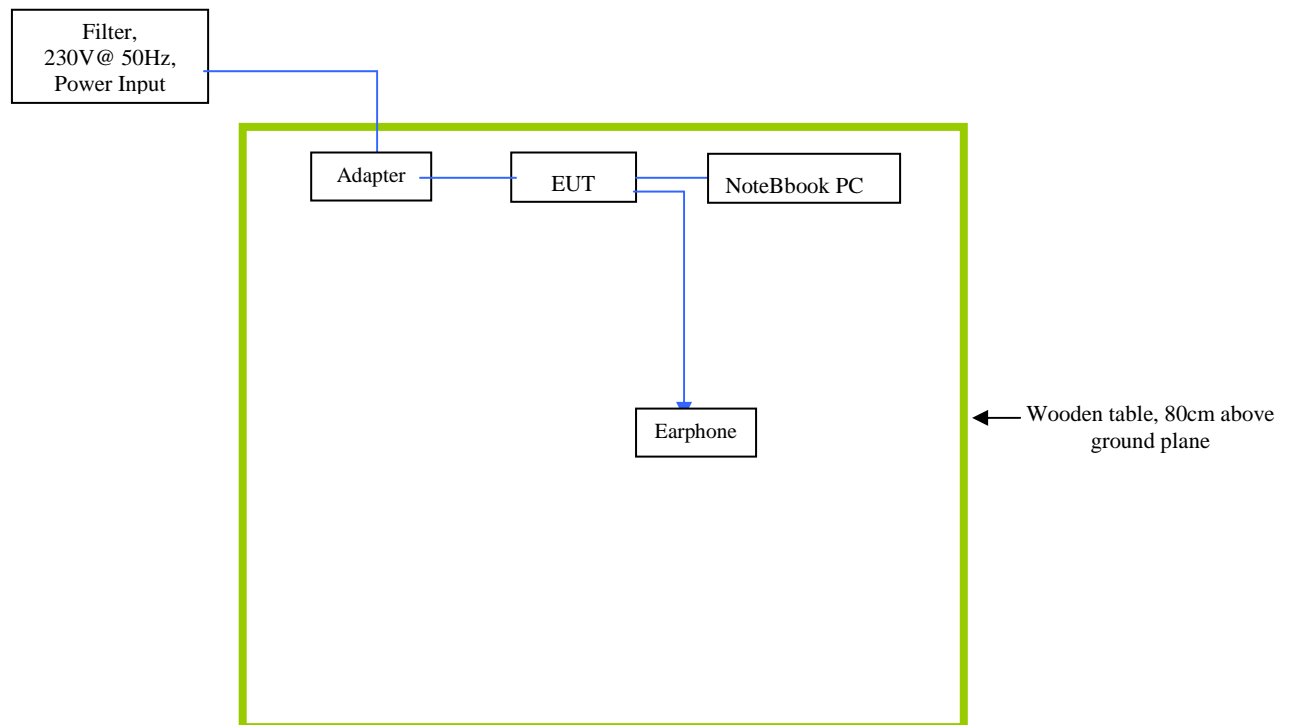 Filter,
230V@ 50Hz,
Power Input
Adapter
EUT
NoteBbook PC
Earphone
Wooden table, 80cm above
ground plane